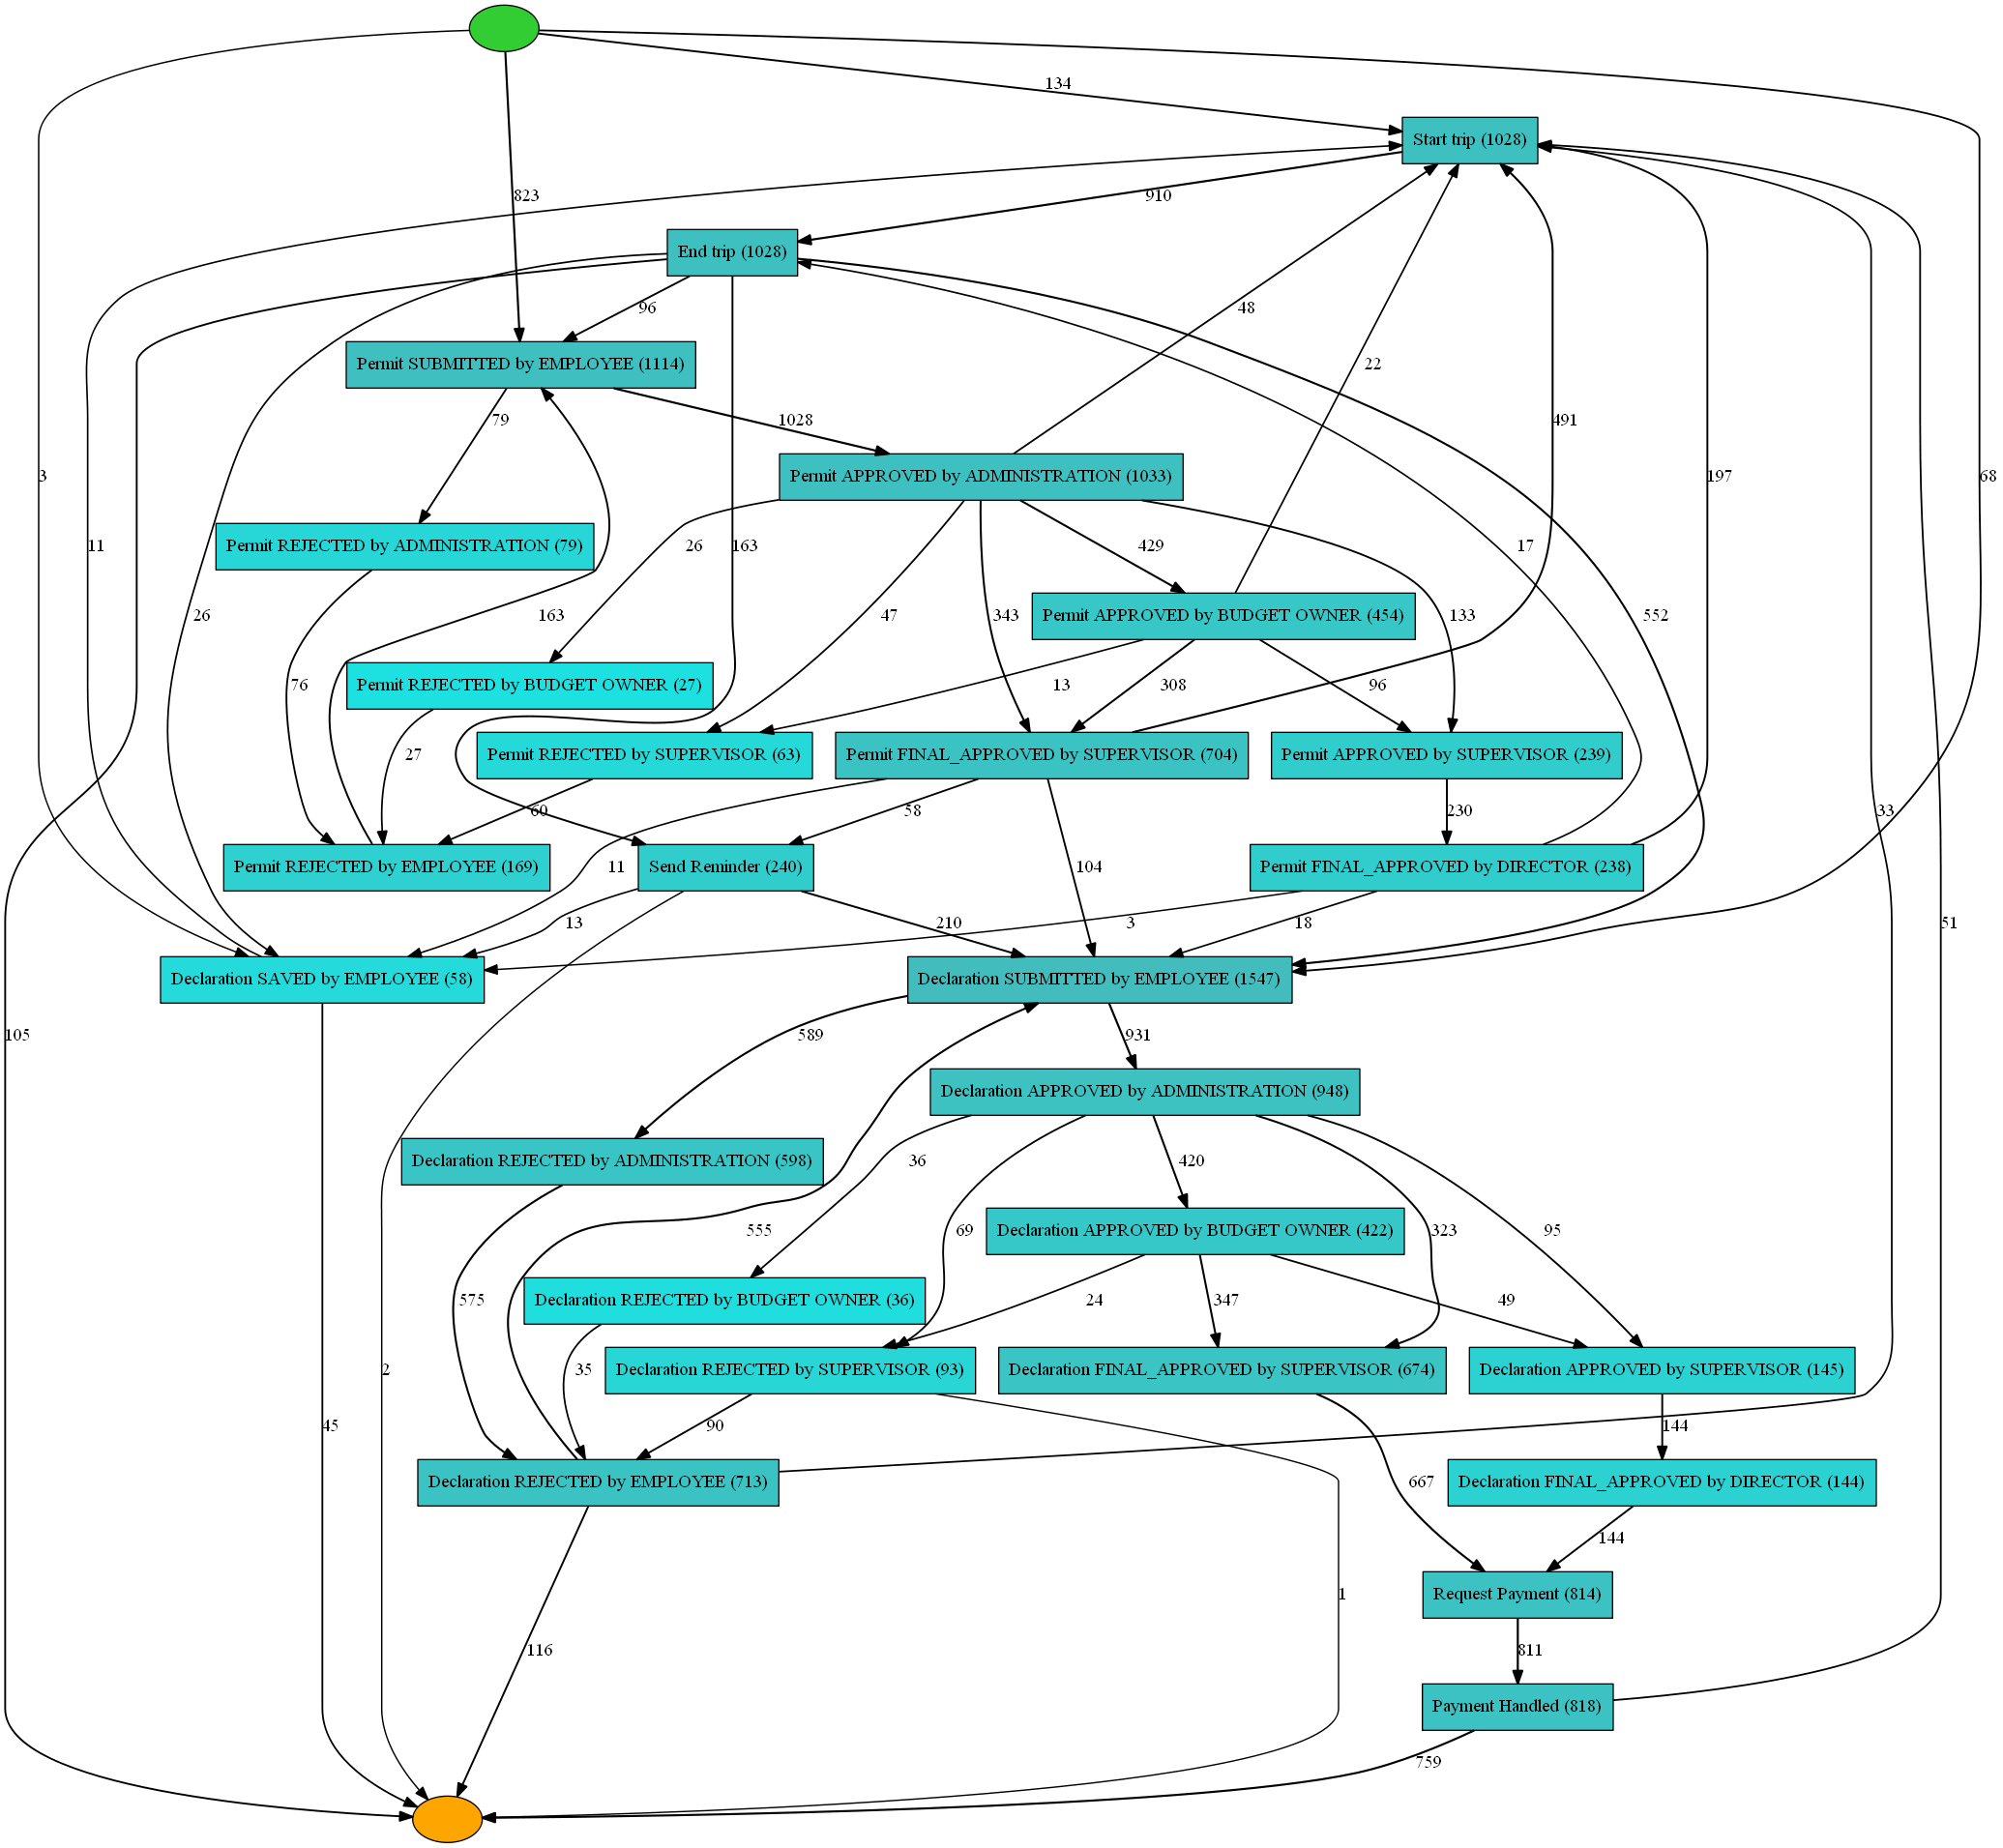 134
Start trip (1028)
823
910
End trip (1028)
96
48
22
Permit SUBMITTED by EMPLOYEE (1114)
79
1028
491
Permit APPROVED by ADMINISTRATION (1033)
3
197
68
11
163
26
17
Permit REJECTED by ADMINISTRATION (79)
429
26
163
47
343
Permit APPROVED by BUDGET OWNER (454)
133
552
76
Permit REJECTED by BUDGET OWNER (27)
13
308
96
27
Permit REJECTED by SUPERVISOR (63)
Permit FINAL_APPROVED by SUPERVISOR (704)
Permit APPROVED by SUPERVISOR (239)
60
58
230
33
Permit REJECTED by EMPLOYEE (169)
Send Reminder (240)
11
104
Permit FINAL_APPROVED by DIRECTOR (238)
13
210
3
18
51
Declaration SAVED by EMPLOYEE (58)
Declaration SUBMITTED by EMPLOYEE (1547)
105
589
931
Declaration APPROVED by ADMINISTRATION (948)
Declaration REJECTED by ADMINISTRATION (598)
36
420
555
69
Declaration APPROVED by BUDGET OWNER (422)
323
95
575
Declaration REJECTED by BUDGET OWNER (36)
24
347
49
2
35
Declaration REJECTED by SUPERVISOR (93)
Declaration FINAL_APPROVED by SUPERVISOR (674)
Declaration APPROVED by SUPERVISOR (145)
45
90
144
Declaration REJECTED by EMPLOYEE (713)
667
Declaration FINAL_APPROVED by DIRECTOR (144)
144
1
Request Payment (814)
116
811
Payment Handled (818)
759